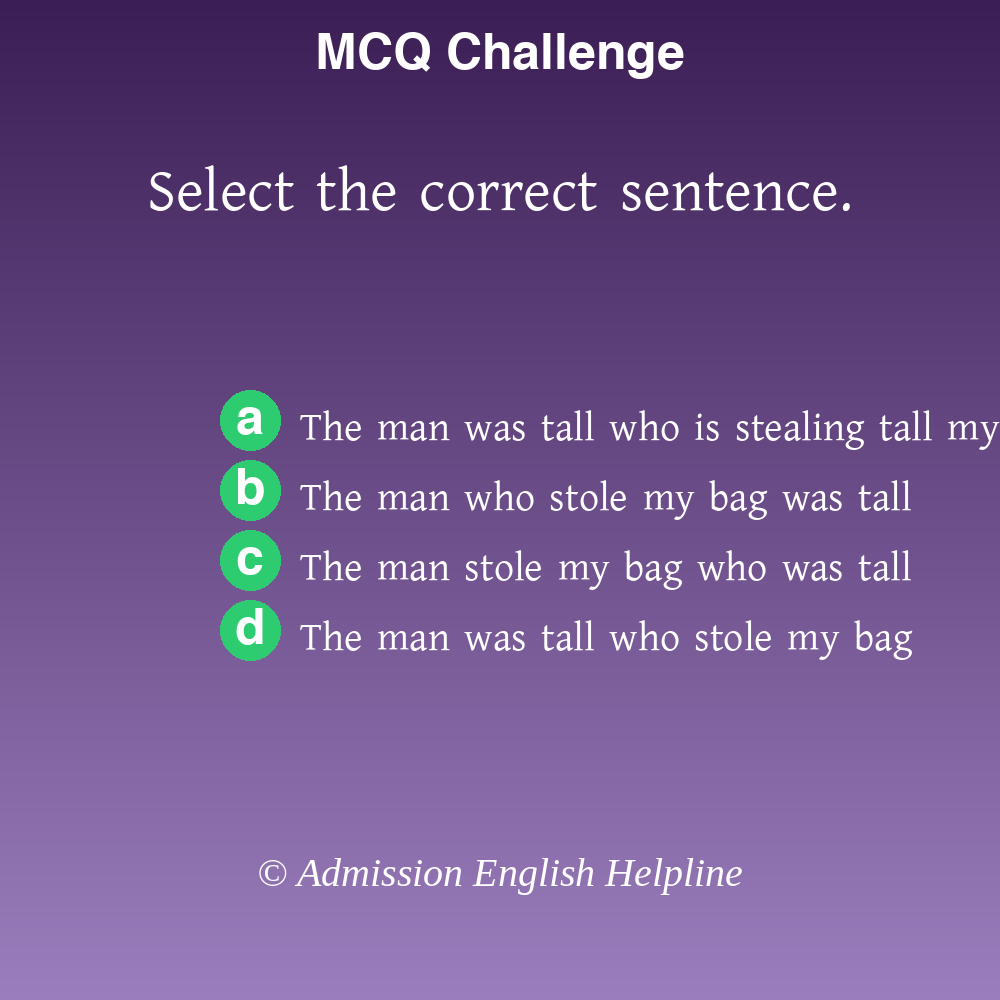 MCQ Challenge
Select the correct sentence.
a The man was tall who is stealing tall my
b The man who stole my bag was tall
c The man stole my bag who was tall
d The man was tall who stole my bag
© Admission English Helpline